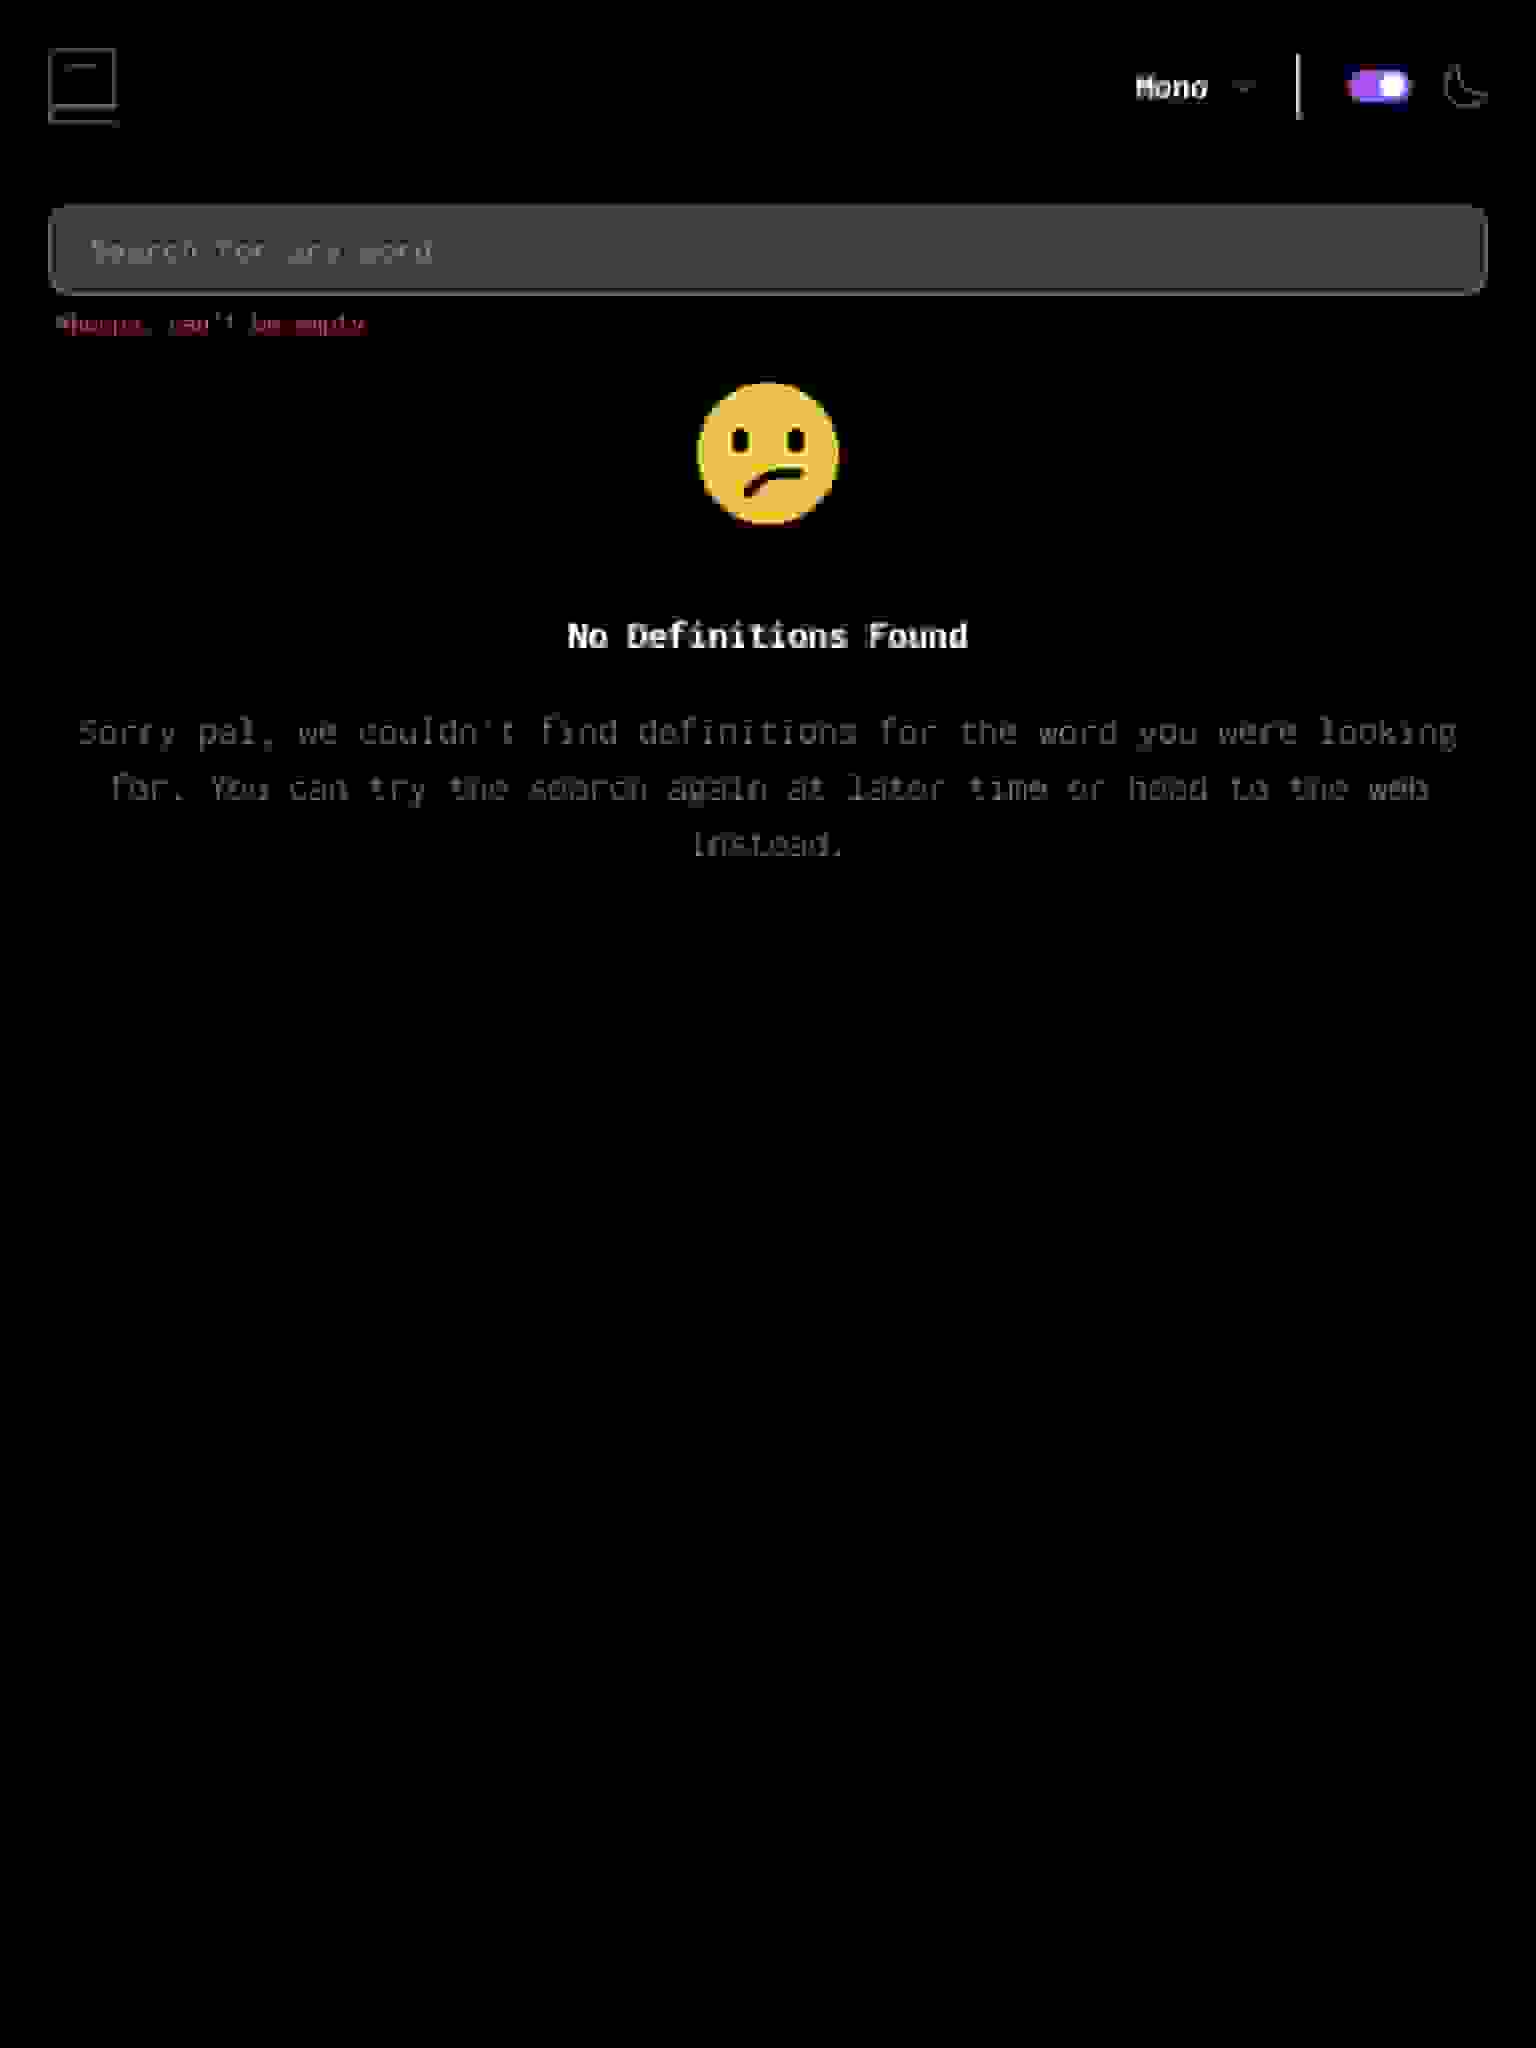 Mono
Search for any word
Whoops, can't be empty
No Definitions Found
Sorry pal, we couldn't find definitions for the word you were looking
for. You can try the search again at later time or head to the web
instead.